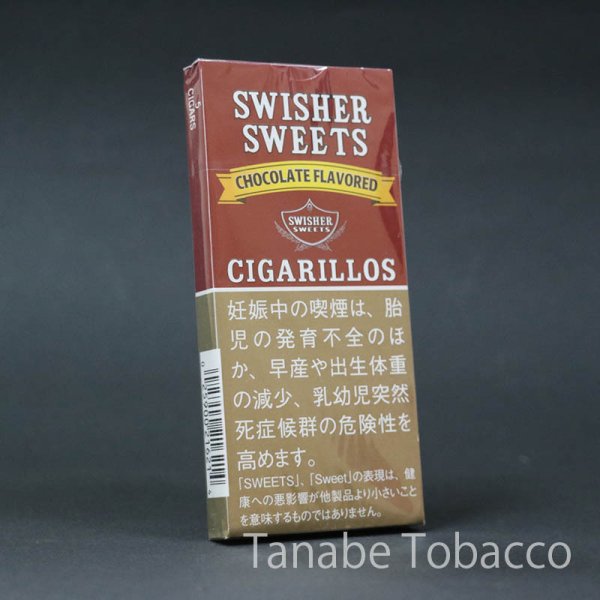 SWISHER
SWEETS
CHOCOLATE FLAVORED
SWISHER
SWEETS
CIGARILLOS
5 CIGARS
妊娠中の喫煙は、胎
児の発育不全のほ
か、早産や出生体重
の減少、乳幼児突然
死症候群の危険性を
高めます。
「SWEETS」、「Sweet」の表現は、健
康への悪影響が他製品より小さいこと
を意味するものではありません。
Tanabe Tobacco